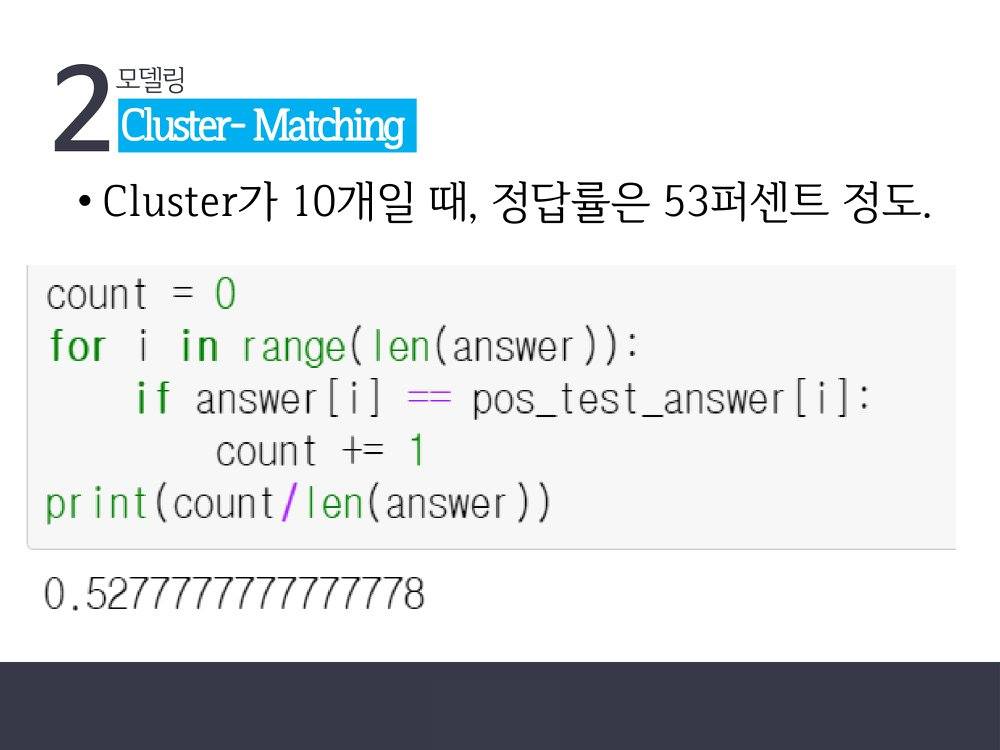 2
모델링
Cluster- Matching
• Cluster가 10개일 때, 정답률은 53퍼센트 정도.
count = 0
for i in range(len(answer)):
    if answer[i] == pos_test_answer[i]:
        count += 1
print(count/len(answer))
0.5277777777777778